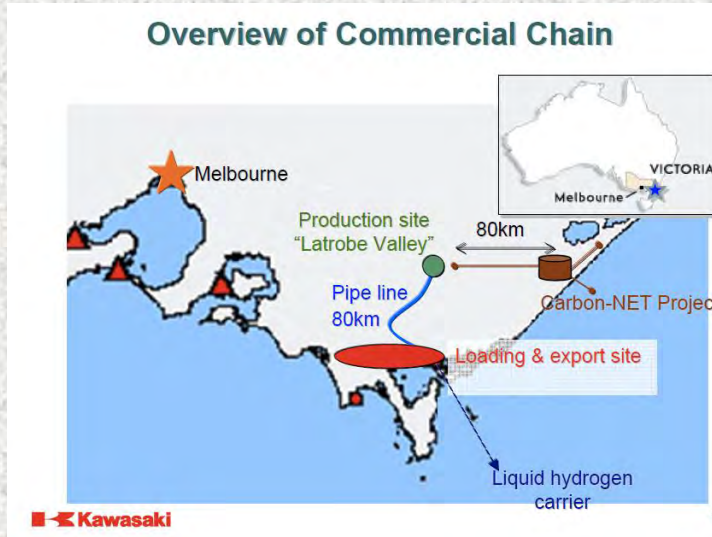 Overview of Commercial Chain
VICTORIA
Melbourne
Melbourne
Production site
"Latrobe Valley"
80km
Pipe line
80km
Carbon-NET Projec
Loading & export site
Liquid hydrogen
carrier
Kawasaki